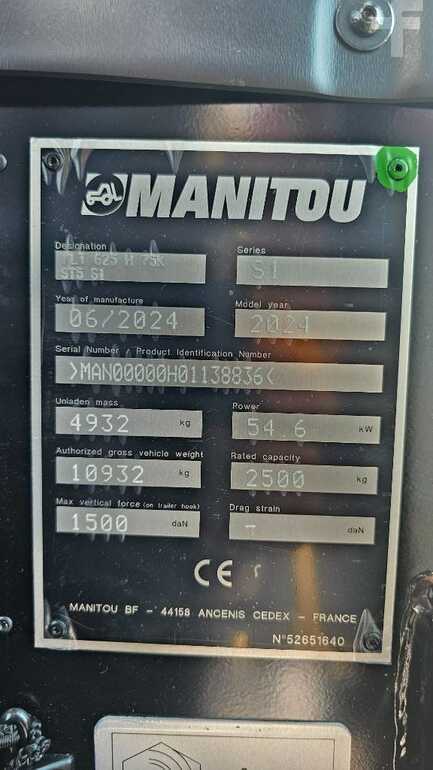 F
MANITOU
Designation
625 H 75K
ST5 S1
Series
S1
Year of manufacture
06/2024
Model year
2024
Serial Number / Product Identification Number
>MAN00000H01138836<
Unladen mass
4932 kg
Power
54.6 kW
Authorized gross vehicle weight
10932 kg
Rated capacity
2500 kg
Max vertical force (on trailer hook)
1500 daN
Drag strain
- daN
CE
MANITOU BF - 44158 ANCENIS CEDEX - FRANCE
N°52651640